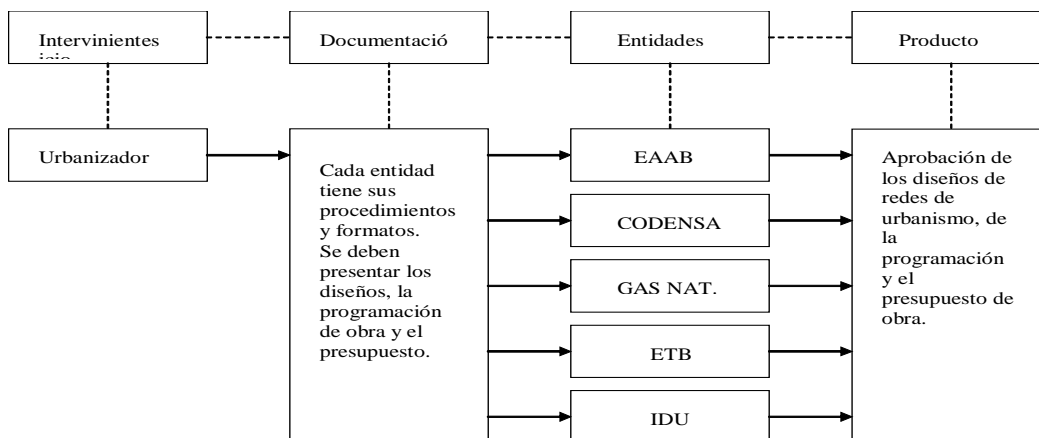 Intervinientes
Documentació
Entidades
Producto
Urbanizador
Cada entidad
tiene sus
procedimientos
y formatos.
Se deben
presentar los
diseños, la
programación
de obra y el
presupuesto.
EAAB
CODENSA
GAS NAT.
ETB
IDU
Aprobación de
los diseños de
redes de
urbanismo, de
la
programación
y el
presupuesto de
obra.